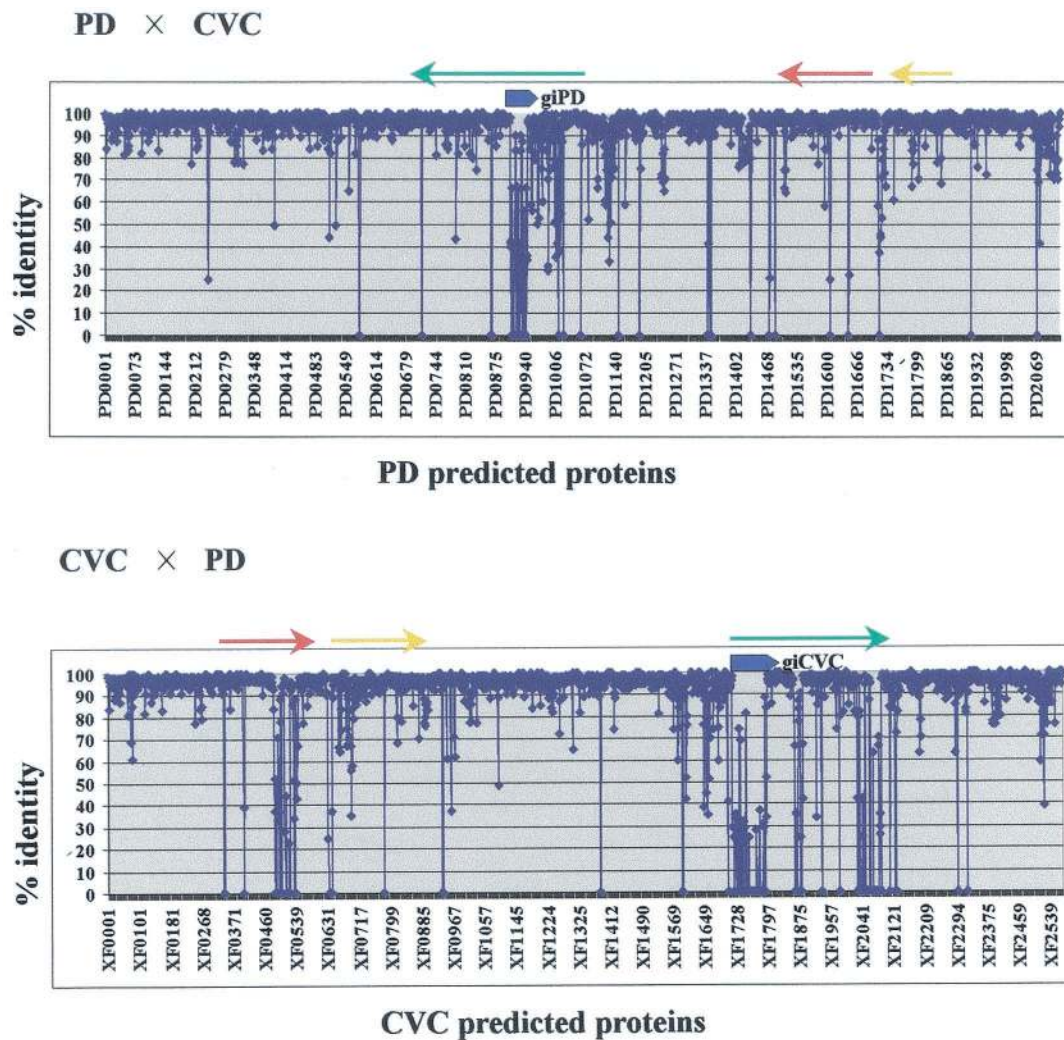 PD × CVC
giPD
100
90
80
70
60
50
40
30
20
10
0
% identity
PD0001
PD0073
PD0144
PD0212
PD0279
PD0348
PD0414
PD0483
PD0549
PD0614
PD0679
PD0744
PD0810
PD0875
PD0940
PD1006
PD1072
PD1140
PD1205
PD1271
PD1337
PD1402
PD1468
PD1535
PD1600
PD1666
PD1734
PD1799
PD1865
PD1932
PD1998
PD2069
PD predicted proteins
CVC × PD
giCVC
100
90
80
70
60
50
40
30
20
10
0
% identity
XF0001
XF0101
XF0181
XF0268
XF0371
XF0460
XF0539
XF0631
XF0717
XF0799
XF0885
XF0967
XF1057
XF1145
XF1224
XF1325
XF1412
XF1490
XF1569
XF1649
XF1728
XF1797
XF1875
XF1957
XF2041
XF2121
XF2209
XF2294
XF2375
XF2459
XF2539
CVC predicted proteins